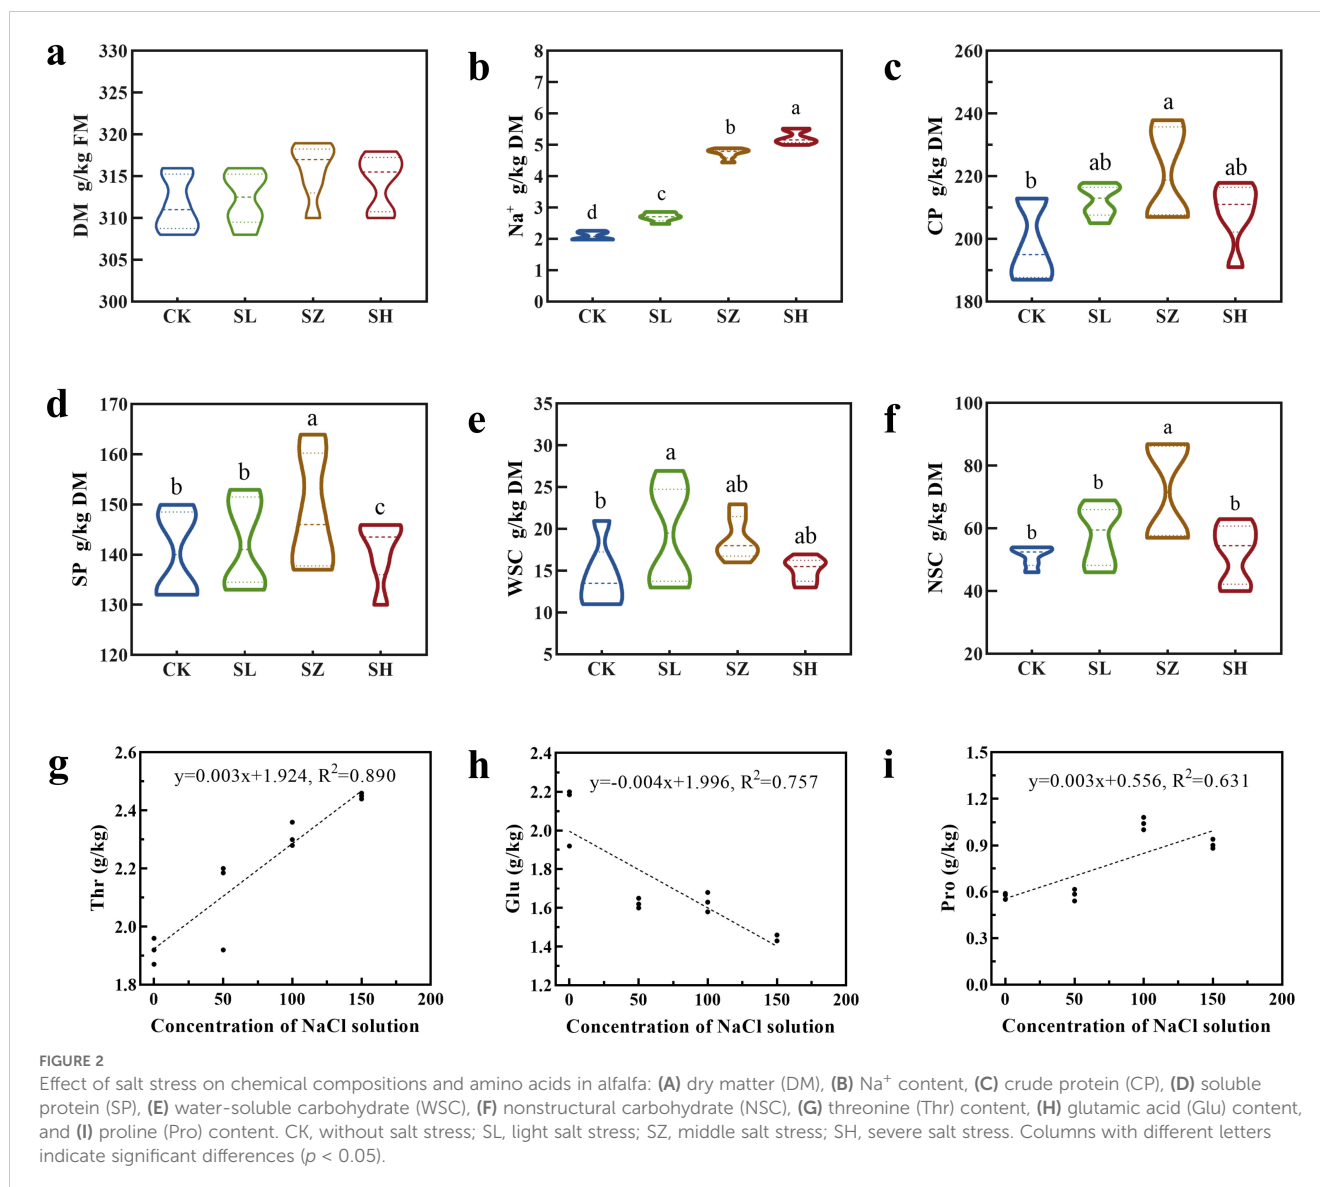 a
330
325
320
315
310
305
300
DM g/kg FM
CK SL SZ SH
b
8
7
6
5
4
3
2
1
0
Na⁺ g/kg DM
d
c
b
a
CK SL SZ SH
c
260
240
220
200
180
CP g/kg DM
b
ab
a
ab
CK SL SZ SH
d
170
160
150
140
130
120
SP g/kg DM
b
b
a
c
CK SL SZ SH
e
35
30
25
20
15
10
5
WSC g/kg DM
b
a
ab
ab
CK SL SZ SH
f
100
80
60
40
20
NSC g/kg DM
b
b
a
b
CK SL SZ SH
g
2.6
2.4
2.2
2.0
1.8
Thr (g/kg)
y=0.003x+1.924, R²=0.890
0 50 100 150 200
Concentration of NaCl solution
h
2.4
2.2
2.0
1.8
1.6
1.4
1.2
Glu (g/kg)
y=-0.004x+1.996, R²=0.757
0 50 100 150 200
Concentration of NaCl solution
i
1.5
1.2
0.9
0.6
0.3
0.0
Pro (g/kg)
y=0.003x+0.556, R²=0.631
0 50 100 150 200
Concentration of NaCl solution
FIGURE 2
Effect of salt stress on chemical compositions and amino acids in alfalfa: (A) dry matter (DM), (B) Na⁺ content, (C) crude protein (CP), (D) soluble
protein (SP), (E) water-soluble carbohydrate (WSC), (F) nonstructural carbohydrate (NSC), (G) threonine (Thr) content, (H) glutamic acid (Glu) content,
and (I) proline (Pro) content. CK, without salt stress; SL, light salt stress; SZ, middle salt stress; SH, severe salt stress. Columns with different letters
indicate significant differences (p < 0.05).